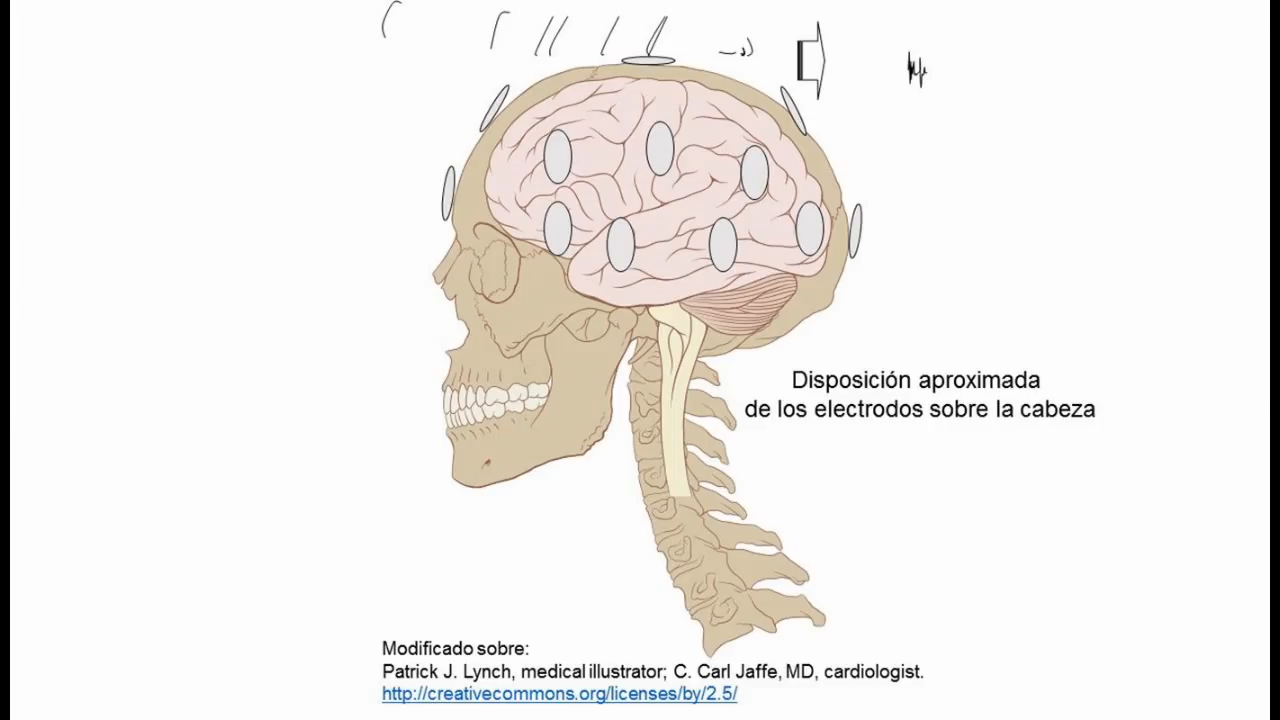 Disposición aproximada
de los electrodos sobre la cabeza
Modificado sobre:
Patrick J. Lynch, medical illustrator; C. Carl Jaffe, MD, cardiologist.
http://creativecommons.org/licenses/by/2.5/